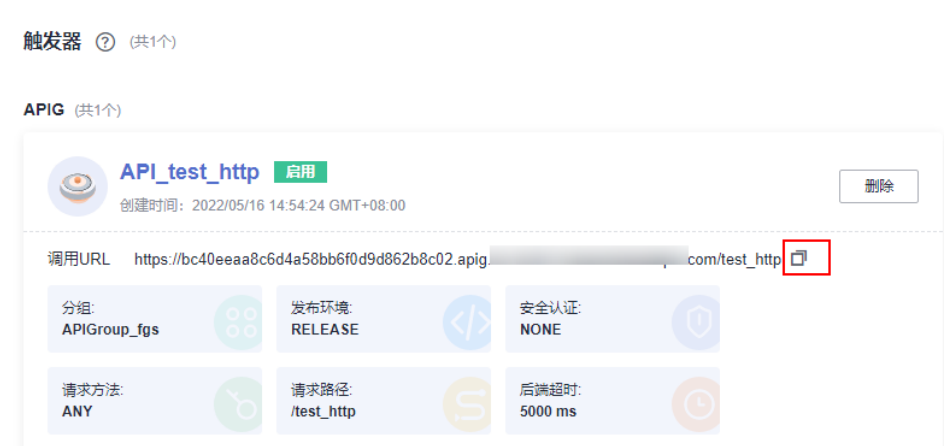 触发器 ? (共1个)
APIG (共1个)
API_test_http 启用
删除
创建时间: 2022/05/16 14:54:24 GMT+08:00
调用URL https://bc40eeaa8c6d4a58bb6f0d9d862b8c02.apig. com/test_http
分组: 发布环境: 安全认证:
APIGroup_fgs RELEASE NONE
请求方法: 请求路径: 后端超时:
ANY /test_http 5000 ms